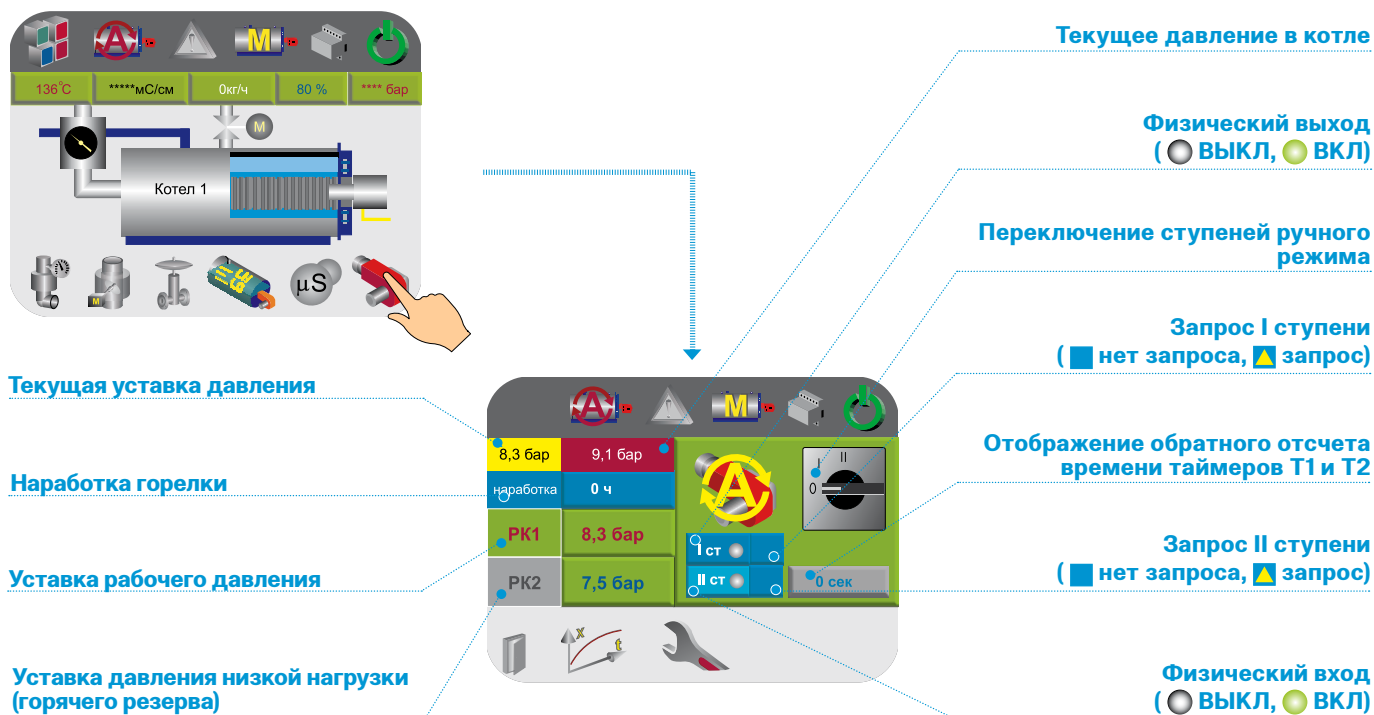 А
М
136°C
*****мС/см
0кг/ч
80 %
**** бар
М
Котел 1
М
µS
Текущее давление в котле
Физический выход
( ВЫКЛ, ВКЛ)
Переключение ступеней ручного
режима
Запрос I ступени
( нет запроса, запрос)
Отображение обратного отсчета
времени таймеров Т1 и Т2
Запрос II ступени
( нет запроса, запрос)
Физический вход
( ВЫКЛ, ВКЛ)
Текущая уставка давления
Наработка горелки
Уставка рабочего давления
Уставка давления низкой нагрузки
(горячего резерва)
А
М
8,3 бар
9,1 бар
наработка
0 ч
РК1
8,3 бар
РК2
7,5 бар
А
I II
0
I ст
II ст
0 сек
x
t